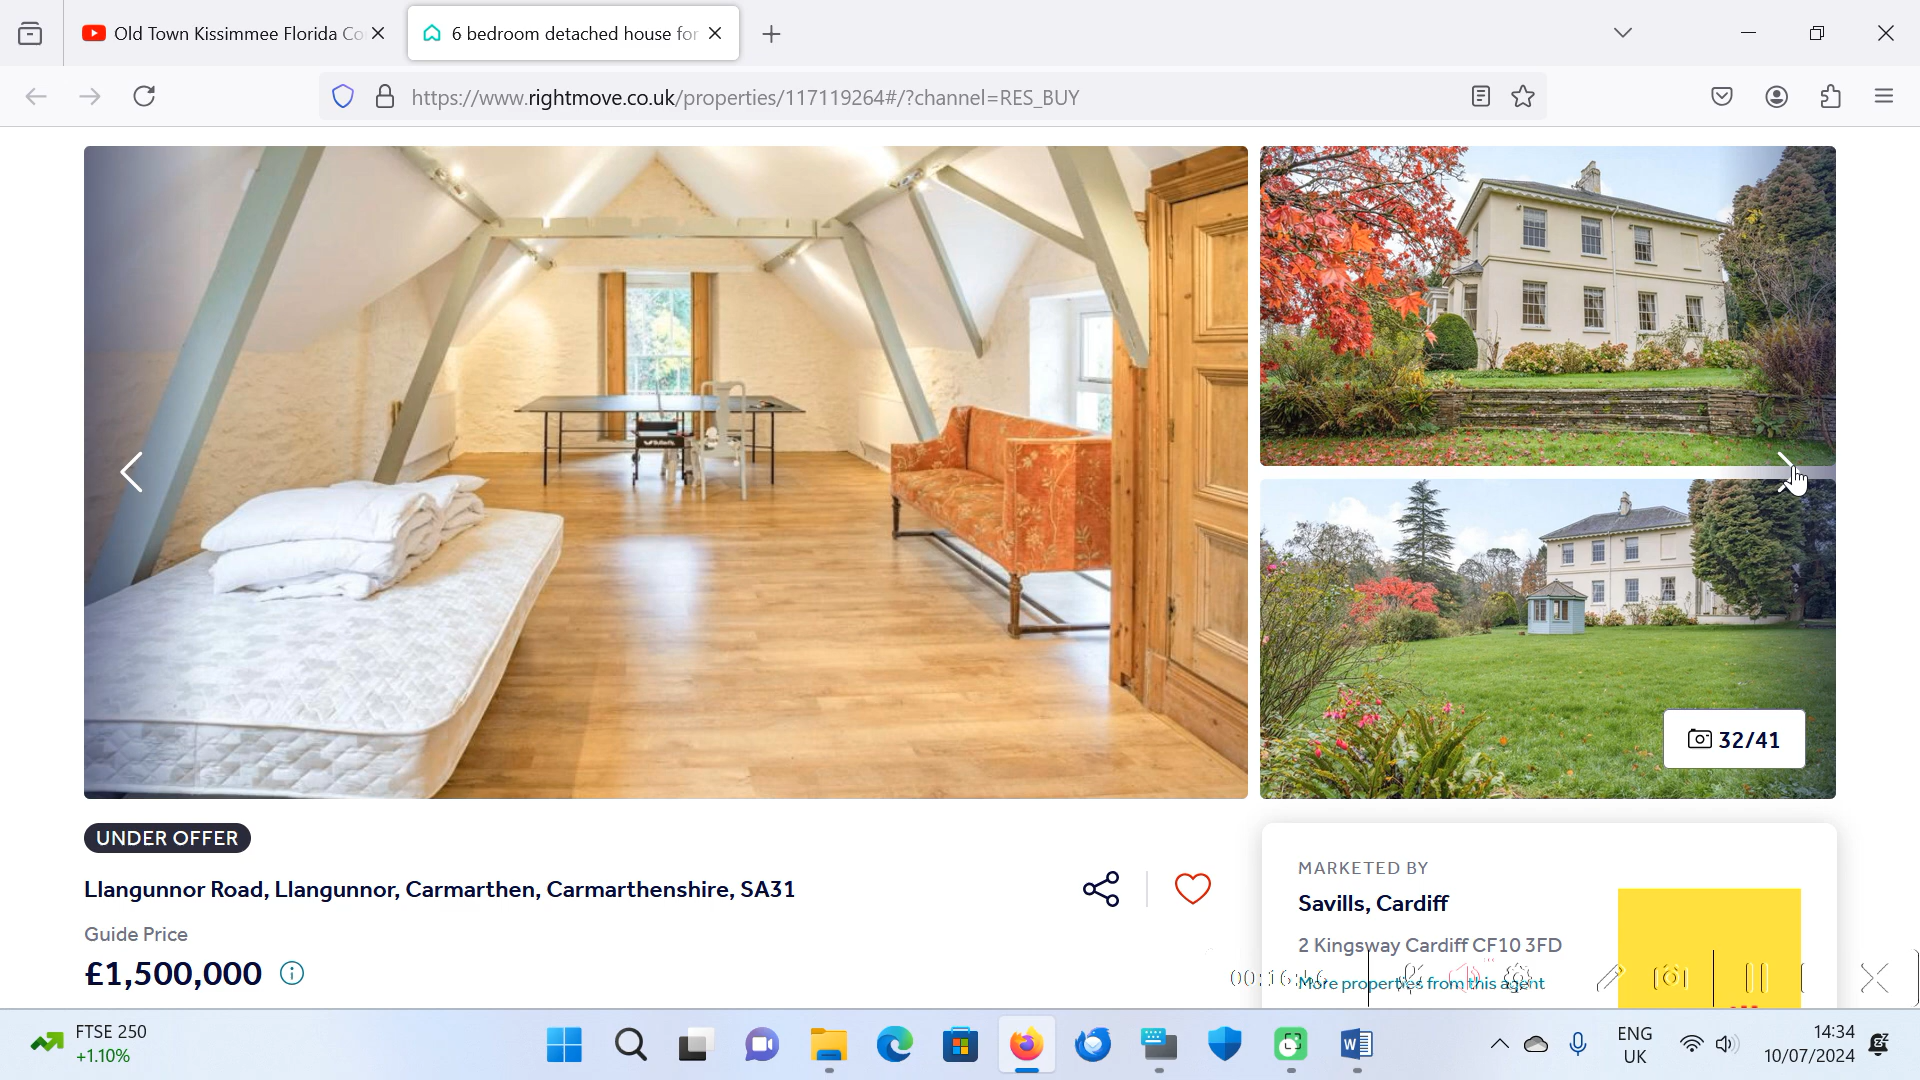 Old Town Kissimmee Florida Co
6 bedroom detached house for
https://www.rightmove.co.uk/properties/117119264#/?channel=RES_BUY
32/41
UNDER OFFER
Llangunnor Road, Llangunnor, Carmarthen, Carmarthenshire, SA31
Guide Price
£1,500,000
MARKETED BY
Savills, Cardiff
2 Kingsway Cardiff CF10 3FD
More properties from this agent
FTSE 250
+1.10%
ENG
UK
14:34
10/07/2024